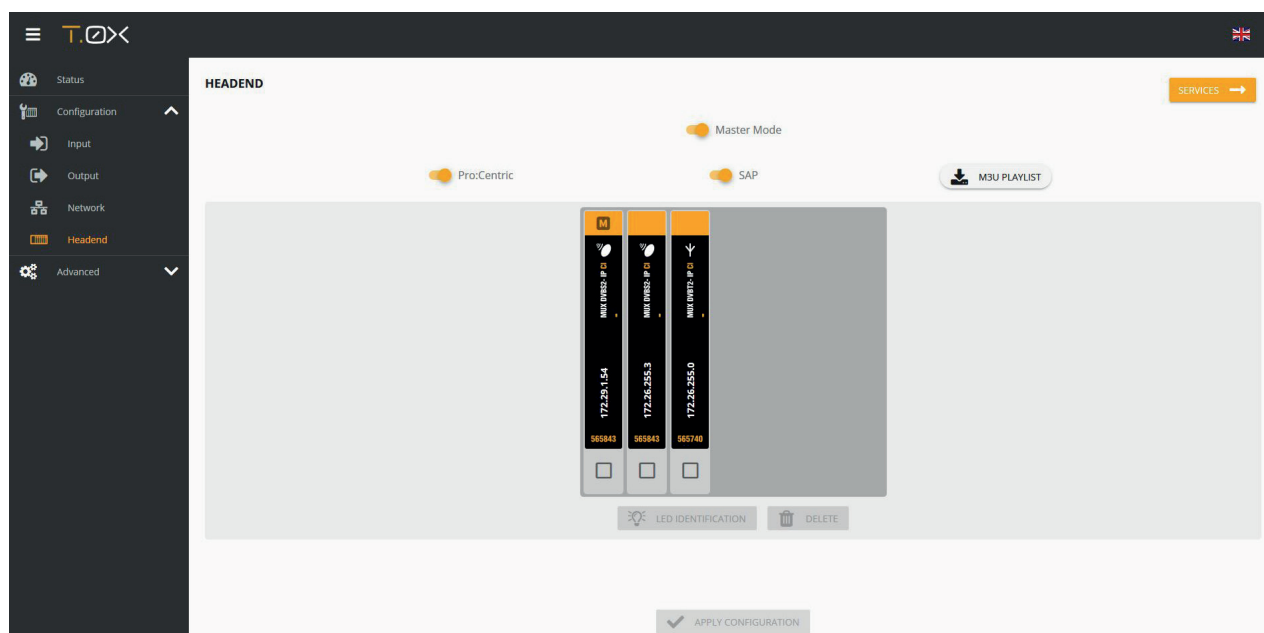 T.0X
Status
HEADEND
SERVICES
Configuration
Master Mode
Input
Output
Pro:Centric
SAP
M3U PLAYLIST
Network
Headend
Advanced
M
MUX DVBS2- IP CI
172.29.1.54
565843
MUX DVBS2- IP CI
172.26.255.3
565843
MUX DVBT2- IP CI
172.26.255.0
565740
LED IDENTIFICATION
DELETE
APPLY CONFIGURATION